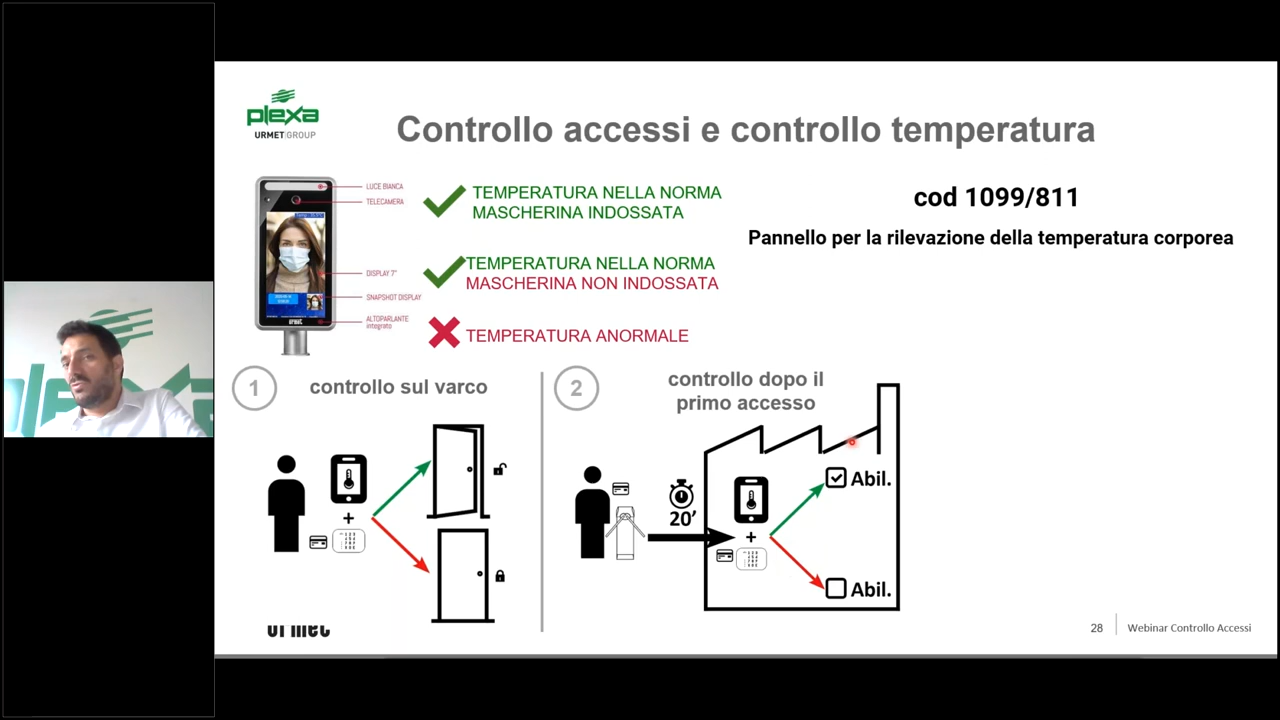 plexa
URMET GROUP
Controllo accessi e controllo temperatura
LUCE BIANCA
TELECAMERA
DISPLAY 7"
SNAPSHOT DISPLAY
ALTOPARLANTE
integrato
TEMPERATURA NELLA NORMA
MASCHERINA INDOSSATA
TEMPERATURA NELLA NORMA
MASCHERINA NON INDOSSATA
TEMPERATURA ANORMALE
cod 1099/811
Pannello per la rilevazione della temperatura corporea
1
controllo sul varco
+
2
controllo dopo il
primo accesso
20'
+
Abil.
Abil.
urmet
28
Webinar Controllo Accessi